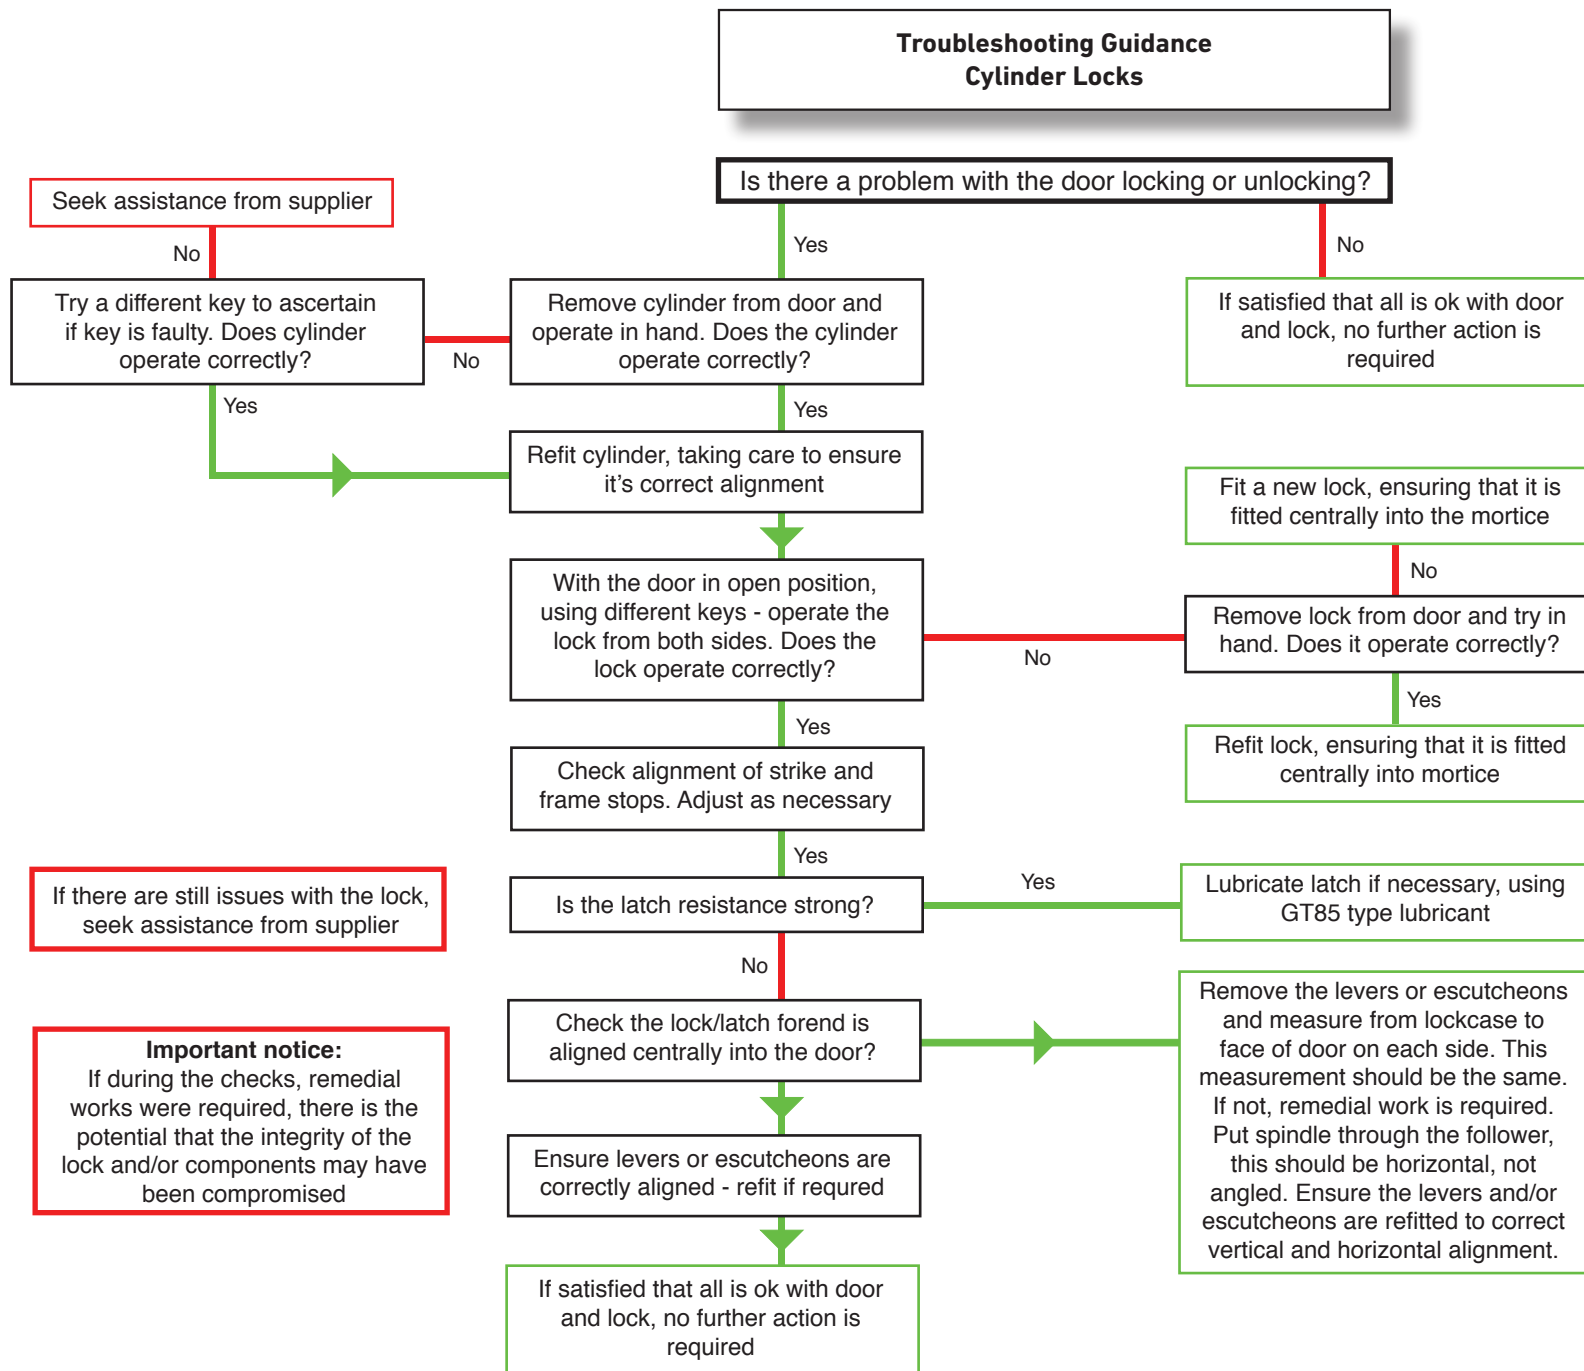 Troubleshooting Guidance
Cylinder Locks
Is there a problem with the door locking or unlocking?
Seek assistance from supplier
Yes
No
No
Try a different key to ascertain
if key is faulty. Does cylinder
operate correctly?
No
Remove cylinder from door and
operate in hand. Does the cylinder
operate correctly?
If satisfied that all is ok with door
and lock, no further action is
required
Yes
Yes
Refit cylinder, taking care to ensure
it's correct alignment
Fit a new lock, ensuring that it is
fitted centrally into the mortice
No
With the door in open position,
using different keys - operate the
lock from both sides. Does the
lock operate correctly?
No
Remove lock from door and try in
hand. Does it operate correctly?
Yes
Yes
Refit lock, ensuring that it is fitted
centrally into mortice
Check alignment of strike and
frame stops. Adjust as necessary
Yes
If there are still issues with the lock,
seek assistance from supplier
Is the latch resistance strong?
Yes
Lubricate latch if necessary, using
GT85 type lubricant
No
Check the lock/latch forend is
aligned centrally into the door?
Remove the levers or escutcheons
and measure from lockcase to
face of door on each side. This
measurement should be the same.
If not, remedial work is required.
Put spindle through the follower,
this should be horizontal, not
angled. Ensure the levers and/or
escutcheons are refitted to correct
vertical and horizontal alignment.
Important notice:
If during the checks, remedial
works were required, there is the
potential that the integrity of the
lock and/or components may have
been compromised
Ensure levers or escutcheons are
correctly aligned - refit if requred
If satisfied that all is ok with door
and lock, no further action is
required